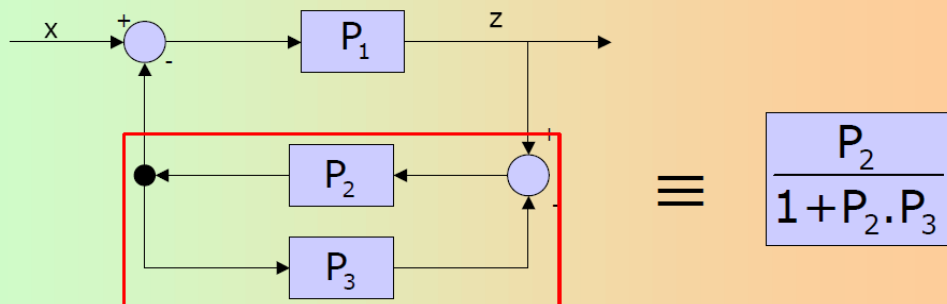 x + - P₁ z
+
P₂ - ≡ P₂
1+P₂.P₃
P₃